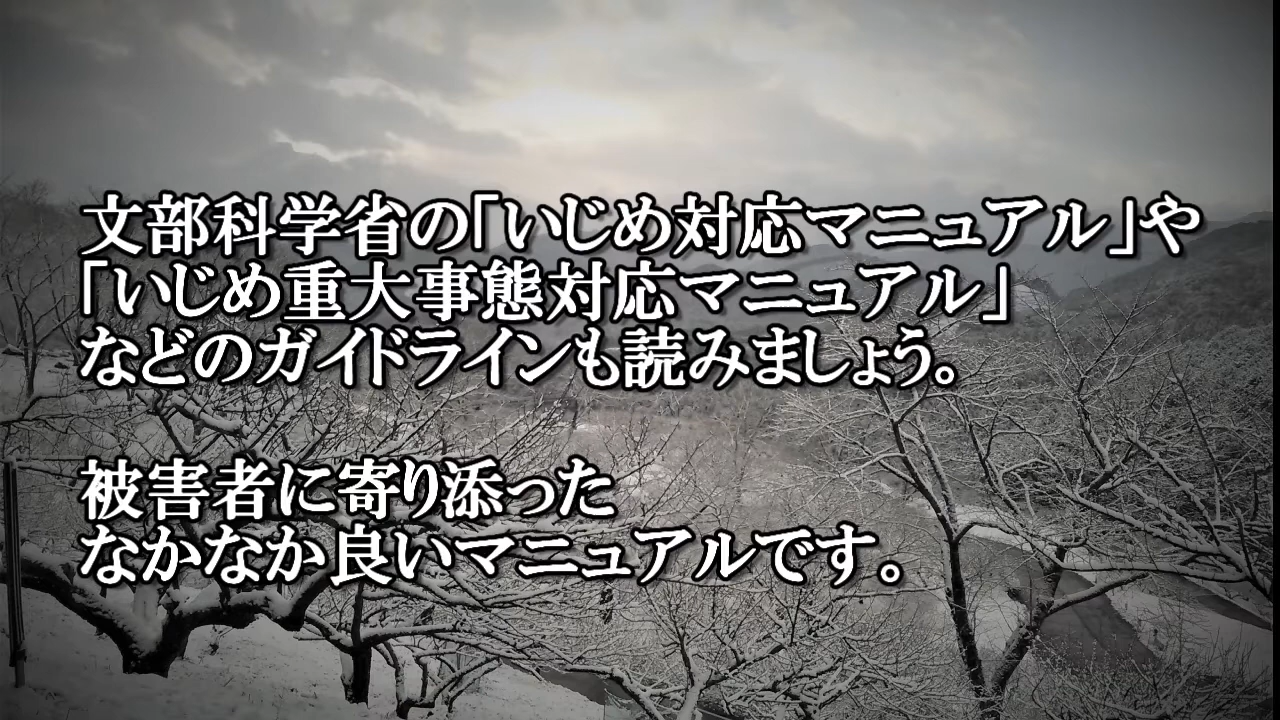 文部科学省の「いじめ対応マニュアル」や
「いじめ重大事態対応マニュアル」
などのガイドラインも読みましょう。
被害者に寄り添った
なかなか良いマニュアルです。